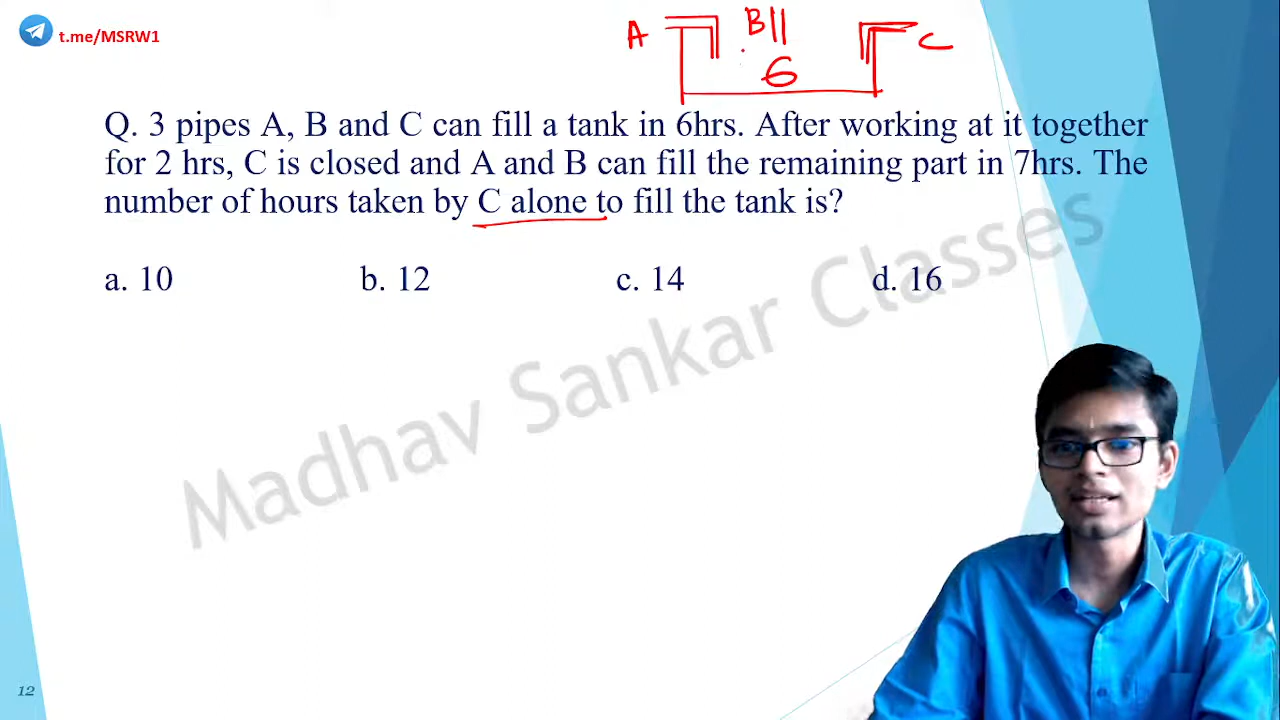 t.me/MSRW1
A B C
6
Q. 3 pipes A, B and C can fill a tank in 6hrs. After working at it together
for 2 hrs, C is closed and A and B can fill the remaining part in 7hrs. The
number of hours taken by C alone to fill the tank is?
a. 10 b. 12 c. 14 d. 16
Madhav Sankar Classes
12